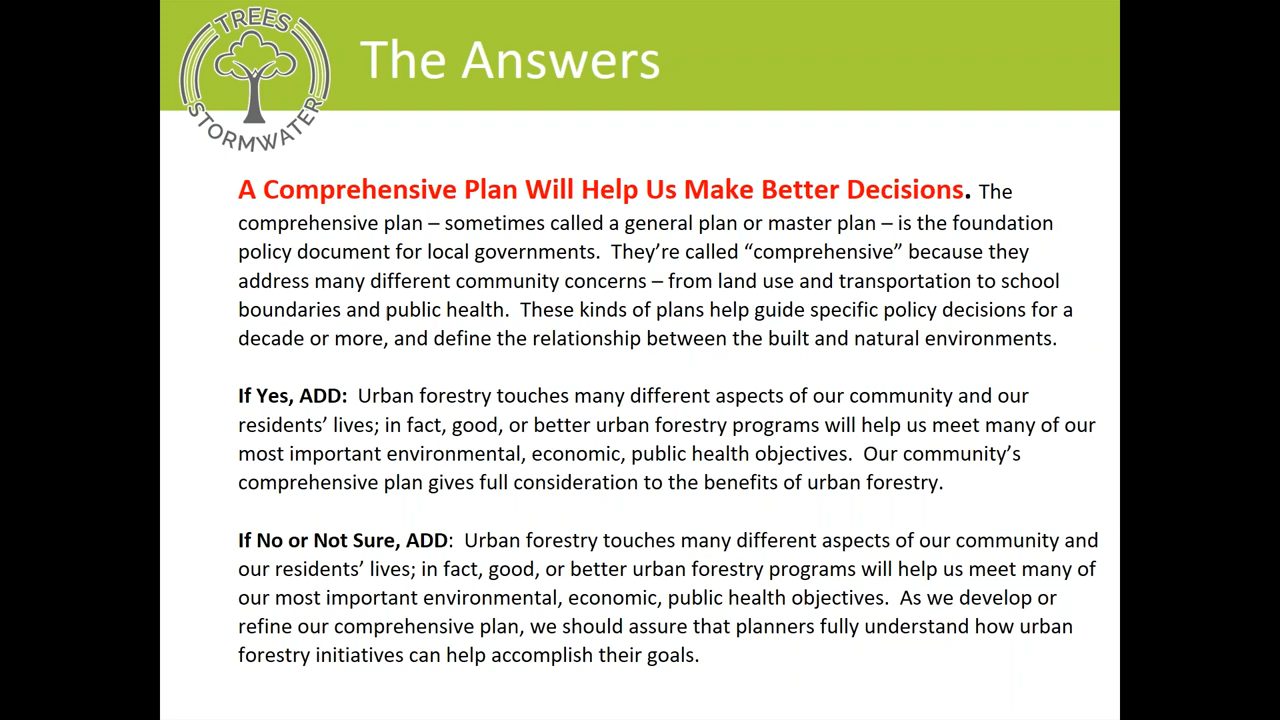 TREES
STORMWATER
The Answers
A Comprehensive Plan Will Help Us Make Better Decisions. The
comprehensive plan – sometimes called a general plan or master plan – is the foundation
policy document for local governments.  They’re called “comprehensive” because they
address many different community concerns – from land use and transportation to school
boundaries and public health.  These kinds of plans help guide specific policy decisions for a
decade or more, and define the relationship between the built and natural environments.
If Yes, ADD:  Urban forestry touches many different aspects of our community and our
residents’ lives; in fact, good, or better urban forestry programs will help us meet many of our
most important environmental, economic, public health objectives.  Our community’s
comprehensive plan gives full consideration to the benefits of urban forestry.
If No or Not Sure, ADD:  Urban forestry touches many different aspects of our community and
our residents’ lives; in fact, good, or better urban forestry programs will help us meet many of
our most important environmental, economic, public health objectives.  As we develop or
refine our comprehensive plan, we should assure that planners fully understand how urban
forestry initiatives can help accomplish their goals.